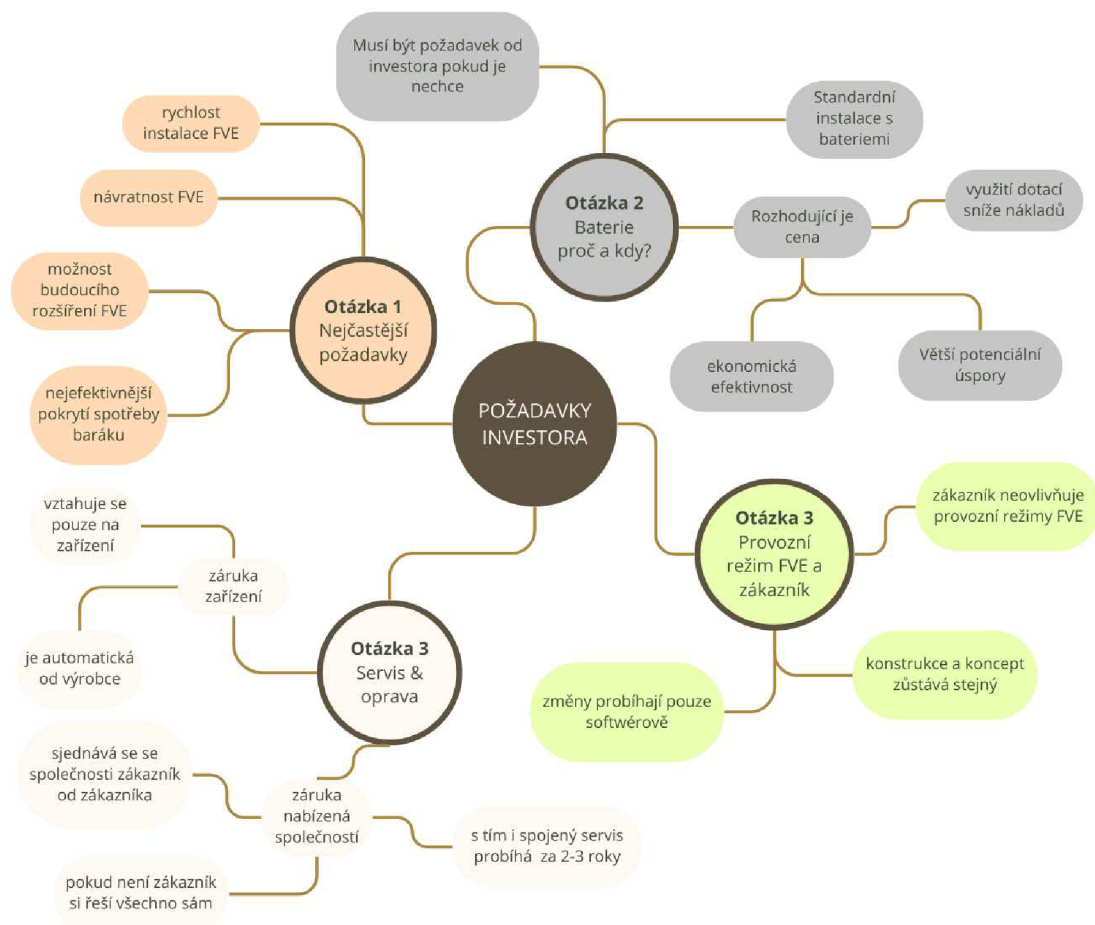 Musí být požadavek od
investora pokud je
nechce
Standardní
instalace s
bateriemi
rychlost
instalace FVE
návratnost FVE
Otázka 2
Baterie
proč a kdy?
Rozhodující je
cena
využití dotací
sníže nákladů
možnost
budoucího
rozšíření FVE
Otázka 1
Nejčastější
požadavky
ekonomická
efektivnost
Větší potenciální
úspory
nejefektivnější
pokrytí spotřeby
baráku
POŽADAVKY
INVESTORA
vztahuje se
pouze na
zařízení
záruka
zařízení
je automatická
od výrobce
Otázka 3
Servis &
oprava
Otázka 3
Provozní
režim FVE a
zákazník
zákazník neovlivňuje
provozní režimy FVE
konstrukce a koncept
zůstává stejný
změny probíhají pouze
softwérově
sjednává se se
společnosti zákazník
od zákazníka
záruka
nabízená
společností
s tím i spojený servis
probíhá za 2-3 roky
pokud není zákazník
si řeší všechno sám